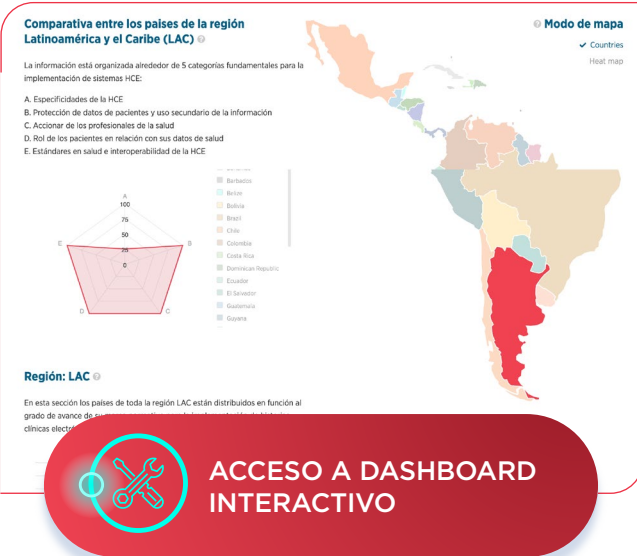 Comparativa entre los paises de la región
Latinoamérica y el Caribe (LAC)
La información está organizada alrededor de 5 categorías fundamentales para la
implementación de sistemas HCE:
A. Especificidades de la HCE
B. Protección de datos de pacientes y uso secundario de la información
C. Accionar de los profesionales de la salud
D. Rol de los pacientes en relación con sus datos de salud
E. Estándares en salud e interoperabilidad de la HCE
A
100
75
50
25
0
E
B
D
C
Barbados
Belize
Bolivia
Brazil
Chile
Colombia
Costa Rica
Dominican Republic
Ecuador
El Salvador
Guatemala
Guyana
Modo de mapa
Countries
Heat map
Región: LAC
En esta sección los países de toda la región LAC están distribuidos en función al
grado de avance de
ACCESO A DASHBOARD
INTERACTIVO